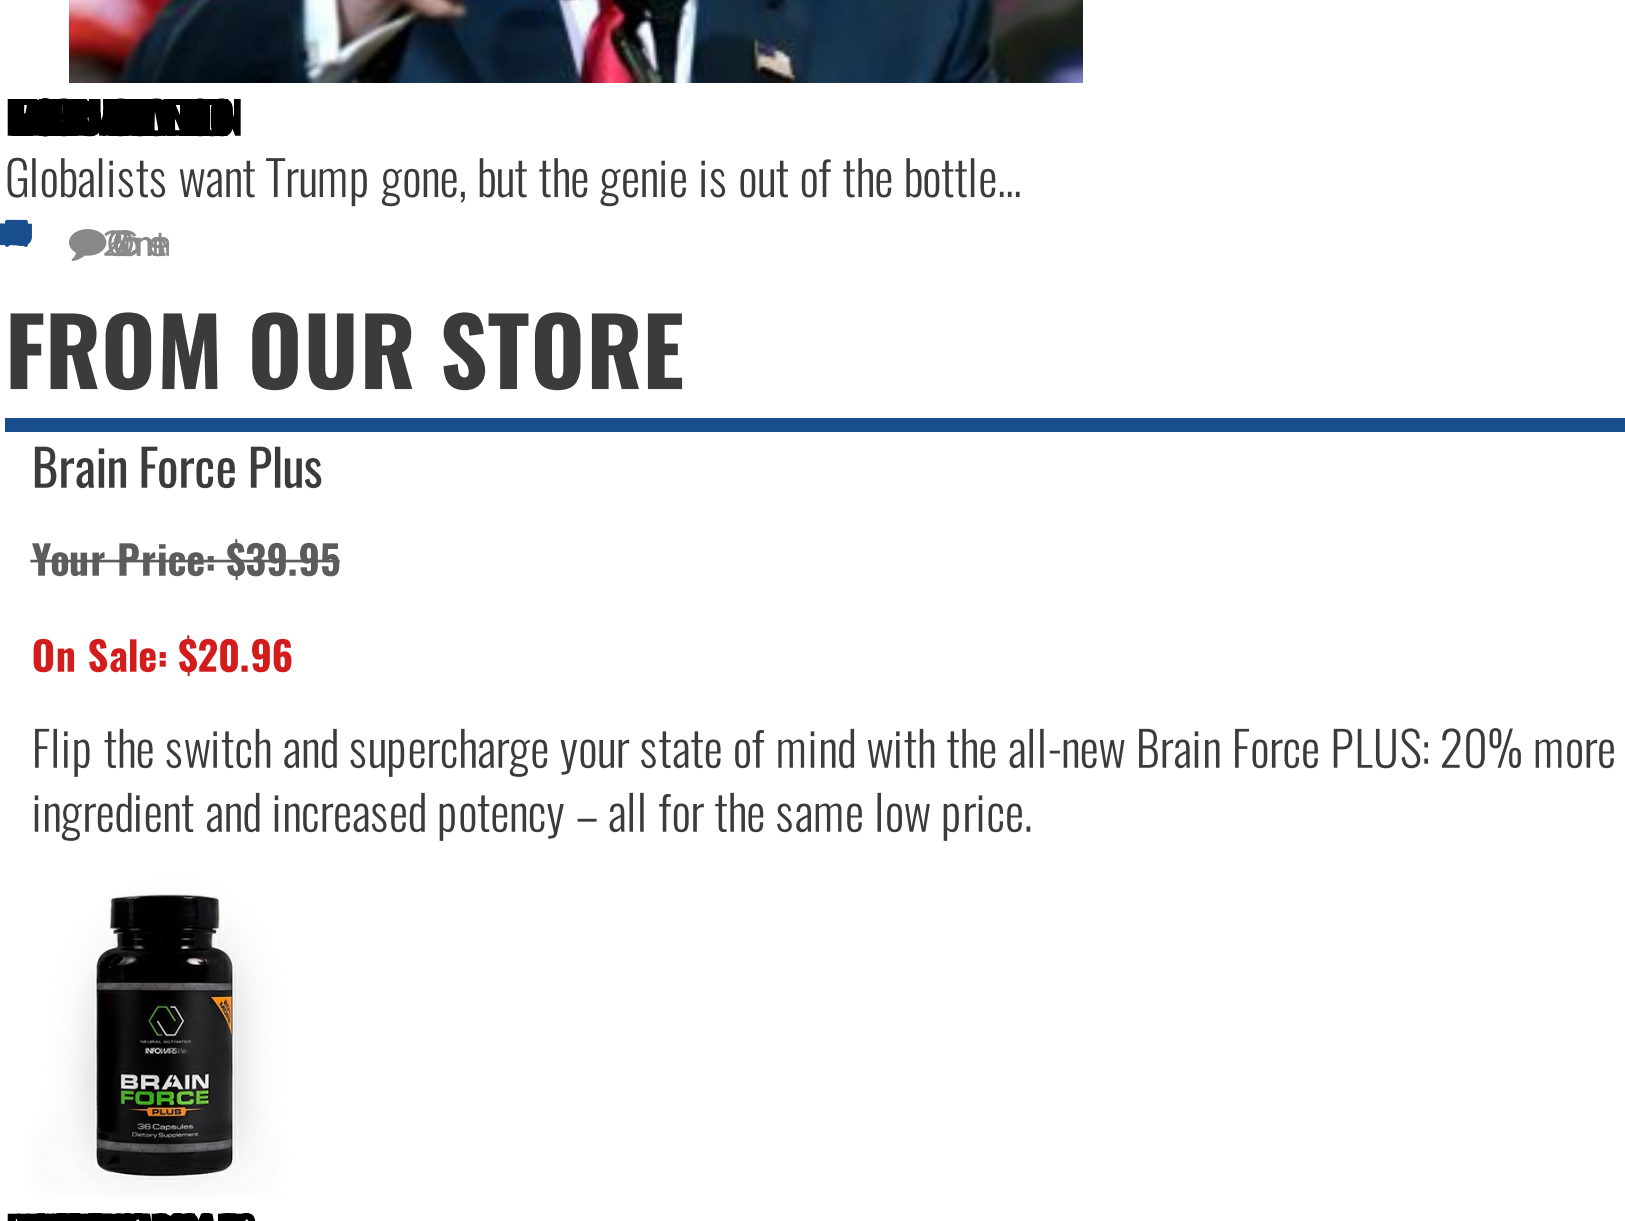 Globalists want Trump gone, but the genie is out of the bottle...
FROM OUR STORE
Brain Force Plus
Your Price: $39.95
On Sale: $20.96
Flip the switch and supercharge your state of mind with the all-new Brain Force PLUS: 20% more
ingredient and increased potency – all for the same low price.
NEURAL ACTIVATOR
INFOWARSlife
BRAIN
FORCE
PLUS
36 Capsules
Dietary Supplement